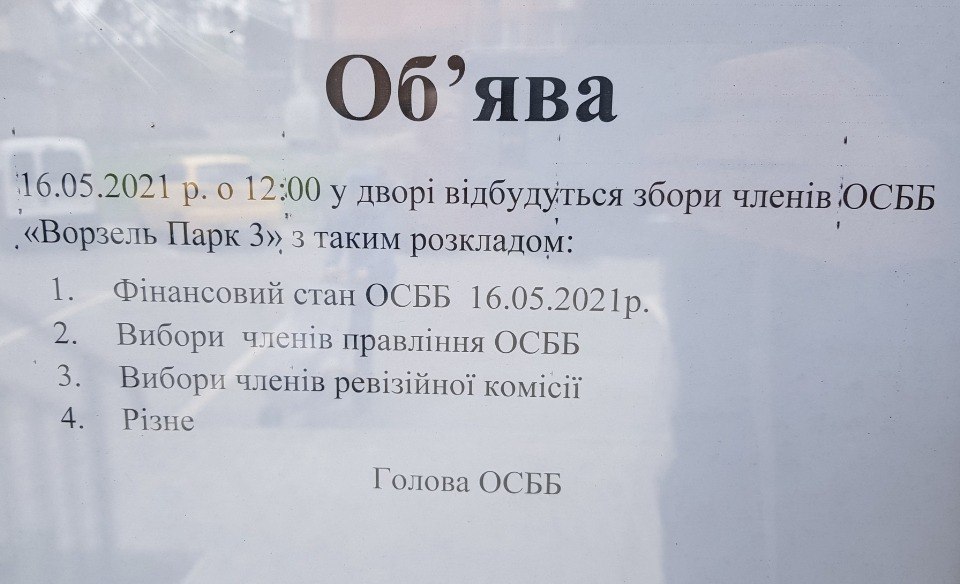 Об’ява
16.05.2021 р. о 12:00 у дворі відбудуться збори членів ОСББ
«Ворзель Парк 3» з таким розкладом:
1. Фінансовий стан ОСББ 16.05.2021р.
2. Вибори членів правління ОСББ
3. Вибори членів ревізійної комісії
4. Різне
Голова ОСББ